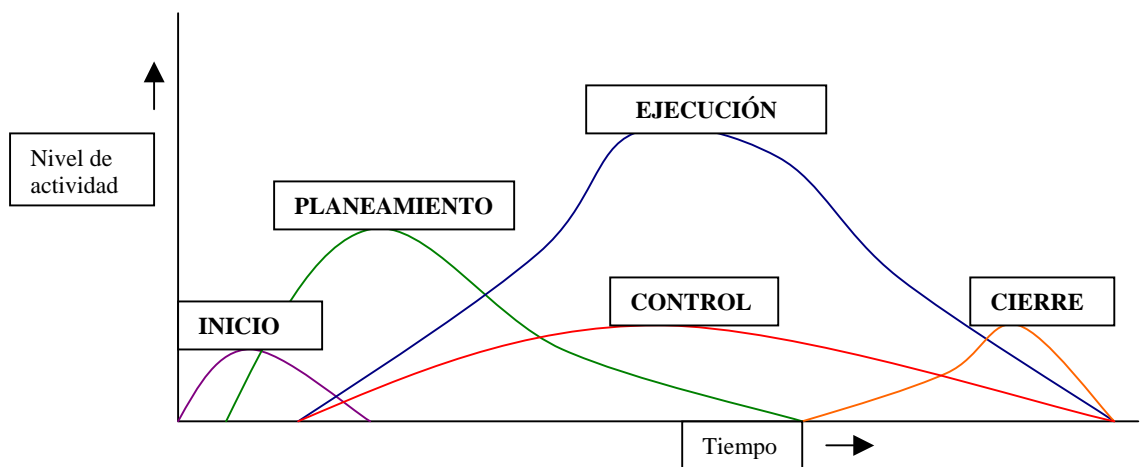 EJECUCIÓN
Nivel de
actividad
PLANEAMIENTO
CONTROL
CIERRE
INICIO
Tiempo